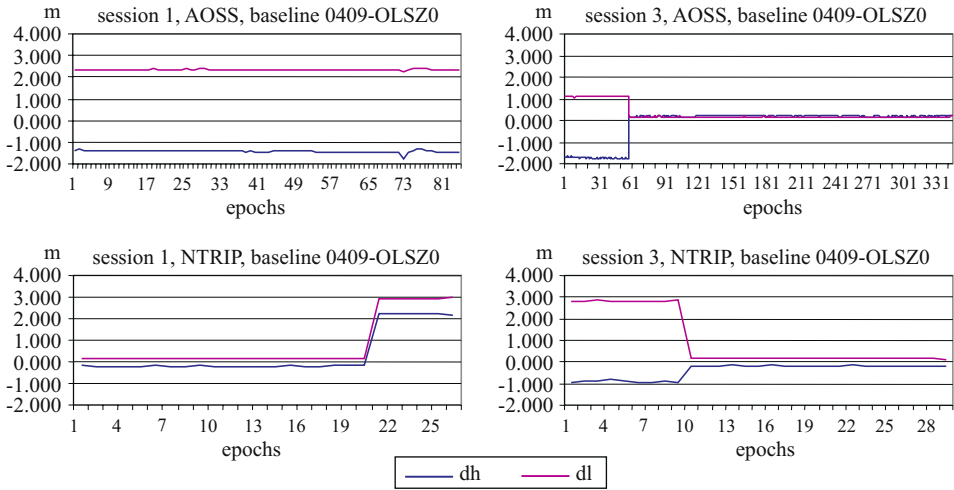 m session 1, AOSS, baseline 0409-OLSZ0
4.000
3.000
2.000
1.000
0.000
-1.000
-2.000
1 9 17 25 33 41 49 57 65 73 81
epochs
m session 3, AOSS, baseline 0409-OLSZ0
4.000
3.000
2.000
1.000
0.000
-1.000
-2.000
1 31 61 91 121 151 181 211 241 271 301 331
epochs
m session 1, NTRIP, baseline 0409-OLSZ0
4.000
3.000
2.000
1.000
0.000
-1.000
-2.000
1 4 7 10 13 16 19 22 25
epochs
m session 3, NTRIP, baseline 0409-OLSZ0
4.000
3.000
2.000
1.000
0.000
-1.000
-2.000
1 4 7 10 13 16 19 22 25 28
epochs
dh dl